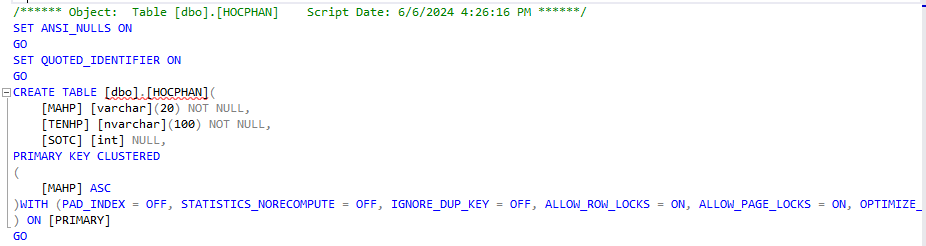 /****** Object:  Table [dbo].[HOCPHAN]    Script Date: 6/6/2024 4:26:16 PM ******/
SET ANSI_NULLS ON
GO
SET QUOTED_IDENTIFIER ON
GO
CREATE TABLE [dbo].[HOCPHAN](
    [MAHP] [varchar](20) NOT NULL,
    [TENHP] [nvarchar](100) NOT NULL,
    [SOTC] [int] NULL,
PRIMARY KEY CLUSTERED
(
    [MAHP] ASC
)WITH (PAD_INDEX = OFF, STATISTICS_NORECOMPUTE = OFF, IGNORE_DUP_KEY = OFF, ALLOW_ROW_LOCKS = ON, ALLOW_PAGE_LOCKS = ON, OPTIMIZE_
) ON [PRIMARY]
GO